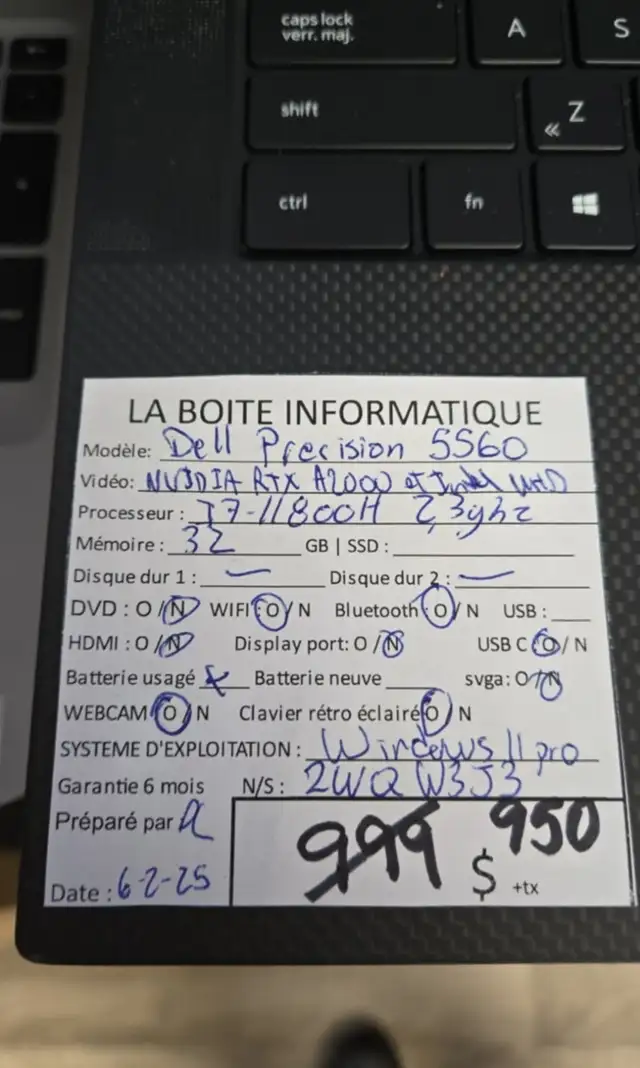 caps lock
verr. maj.
A
S
shift
Z
«
ctrl
fn
LA BOITE INFORMATIQUE
Modèle: Dell Precision 5560
Vidéo: NVIDIA RTX A2000 et Intel UHD
Processeur : I7-11800H 2,3ghz
Mémoire : 32 GB | SSD :
Disque dur 1 : — Disque dur 2 : —
DVD : O / N WIFI : O / N Bluetooth : O / N USB :
HDMI : O / N Display port: O / N USB C O / N
Batterie usagé x Batterie neuve svga: O/N
WEBCAM O / N Clavier rétro éclairé O / N
SYSTEME D'EXPLOITATION : Windows 11 pro
Garantie 6 mois N/S : 2WQW3J3
Préparé par
999 $ 950 +tx
Date : 6-2-25